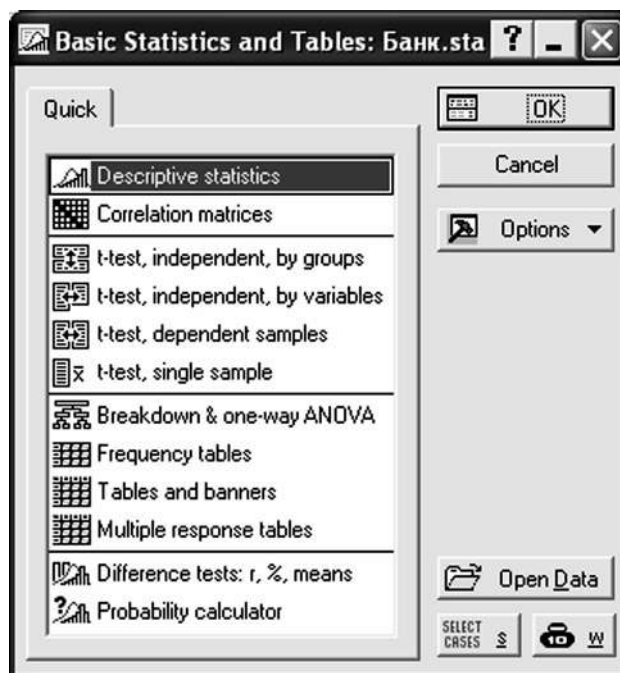 Basic Statistics and Tables: Банк.sta ?
Quick
OK
Descriptive statistics
Cancel
Correlation matrices
Options
t-test, independent, by groups
t-test, independent, by variables
t-test, dependent samples
t-test, single sample
Breakdown & one-way ANOVA
Frequency tables
Tables and banners
Multiple response tables
Difference tests: r, %, means
Open Data
Probability calculator
SELECT
CASES S
10 W